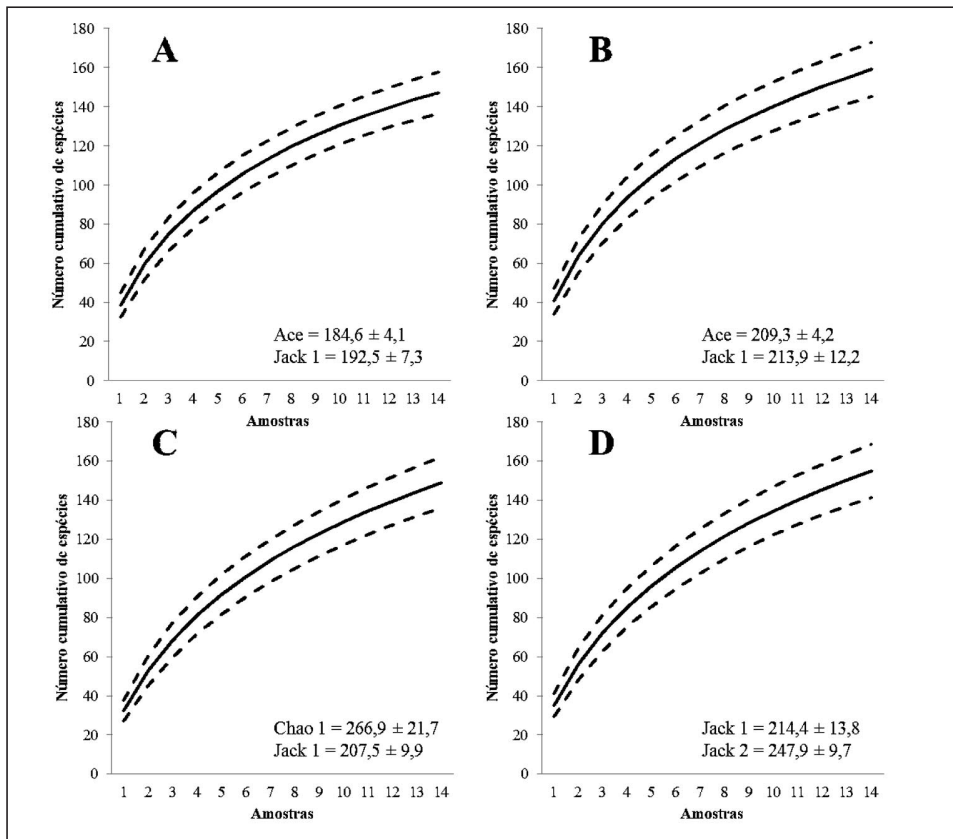 A
Número cumulativo de espécies
180
160
140
120
100
80
60
40
20
0
Ace = 184,6 ± 4,1
Jack 1 = 192,5 ± 7,3
1 2 3 4 5 6 7 8 9 10 11 12 13 14
Amostras
B
Número cumulativo de espécies
180
160
140
120
100
80
60
40
20
0
Ace = 209,3 ± 4,2
Jack 1 = 213,9 ± 12,2
1 2 3 4 5 6 7 8 9 10 11 12 13 14
Amostras
C
Número cumulativo de espécies
180
160
140
120
100
80
60
40
20
0
Chao 1 = 266,9 ± 21,7
Jack 1 = 207,5 ± 9,9
1 2 3 4 5 6 7 8 9 10 11 12 13 14
Amostras
D
Número cumulativo de espécies
180
160
140
120
100
80
60
40
20
0
Jack 1 = 214,4 ± 13,8
Jack 2 = 247,9 ± 9,7
1 2 3 4 5 6 7 8 9 10 11 12 13 14
Amostras